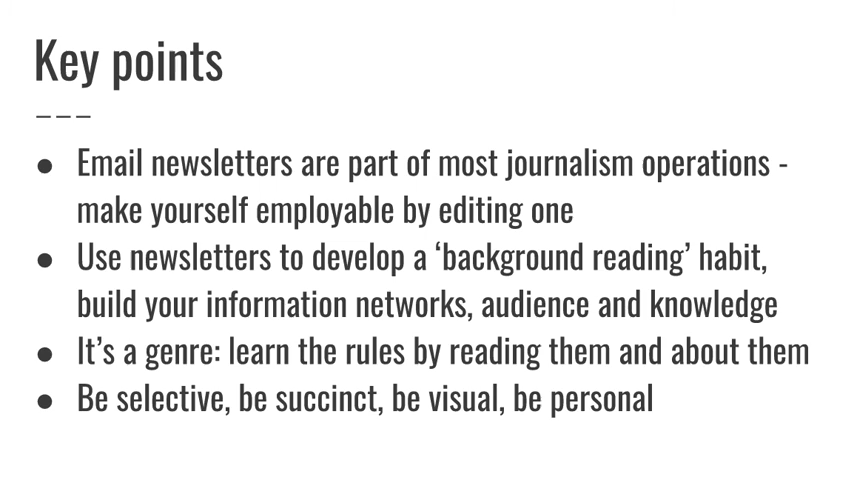 Key points
● Email newsletters are part of most journalism operations -
make yourself employable by editing one
● Use newsletters to develop a ‘background reading’ habit,
build your information networks, audience and knowledge
● It’s a genre: learn the rules by reading them and about them
● Be selective, be succinct, be visual, be personal